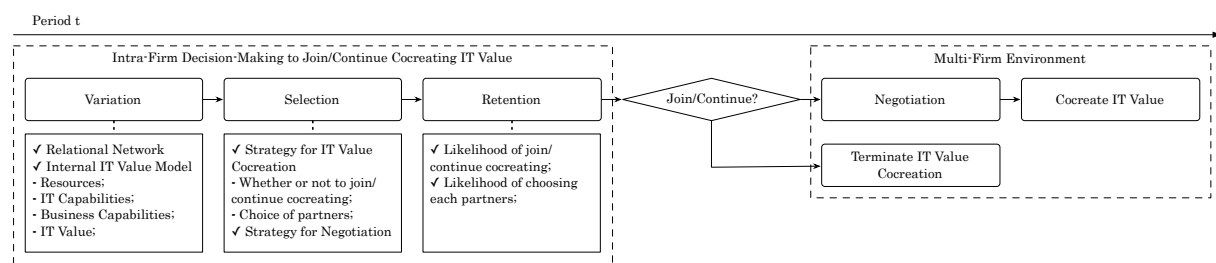 Period t
Intra-Firm Decision-Making to Join/Continue Cocreating IT Value
Variation
Selection
Retention
✓ Relational Network
✓ Internal IT Value Model
- Resources;
- IT Capabilities;
- Business Capabilities;
- IT Value;
✓ Strategy for IT Value
Cocreation
- Whether or not to join/
continue cocreating;
- Choice of partners;
✓ Strategy for Negotiation
✓ Likelihood of join/
continue cocreating;
✓ Likelihood of choosing
each partners;
Join/Continue?
Multi-Firm Environment
Negotiation
Cocreate IT Value
Terminate IT Value
Cocreation